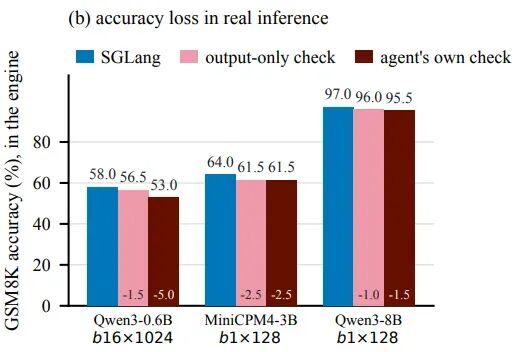 (b) accuracy loss in real inference
SGLang output-only check agent's own check
GSM8K accuracy (%), in the engine
80
60
40
20
0
58.0 56.5 53.0
64.0 61.5 61.5
97.0 96.0 95.5
-1.5 -5.0
-2.5 -2.5
-1.0 -1.5
Qwen3-0.6B MiniCPM4-3B Qwen3-8B
b16×1024 b1×128 b1×128